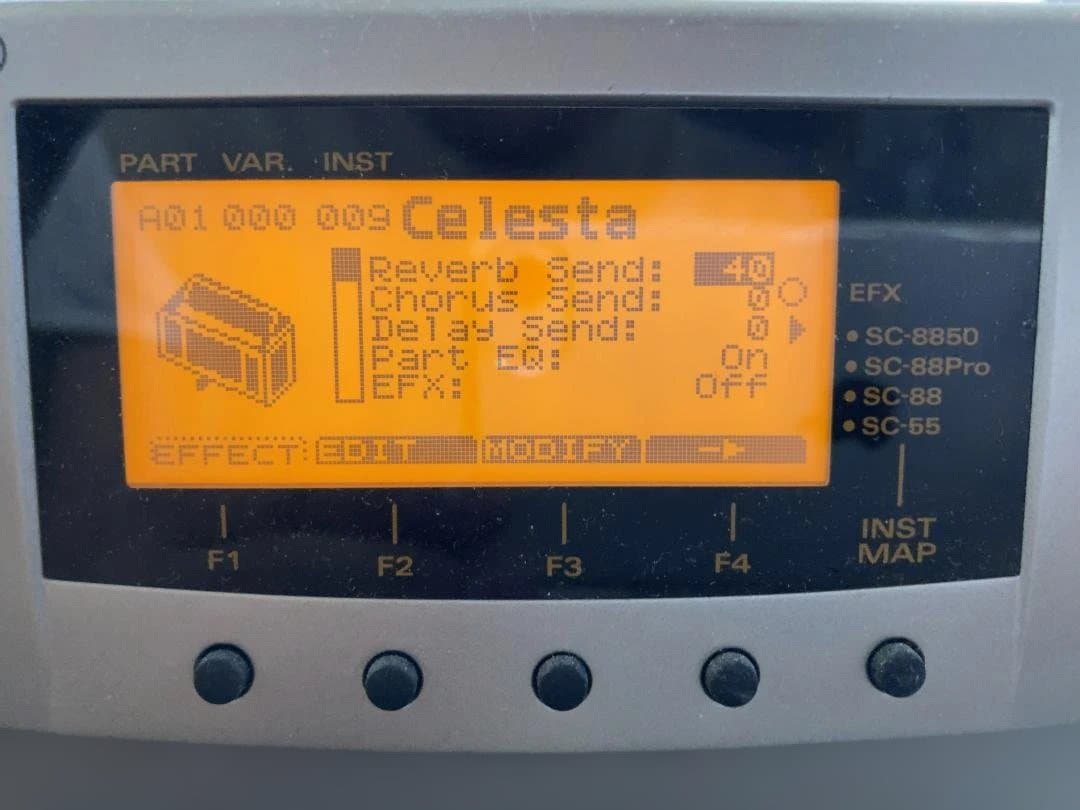 PART VAR. INST
A01 000 009 Celesta
Reverb Send: 40
Chorus Send: 0
Delay Send: 0
Part EQ: On
EFX: Off
EFFECT: EDIT MODIFY
EFX
SC-8850
SC-88Pro
SC-88
SC-55
INST
MAP
F1 F2 F3 F4